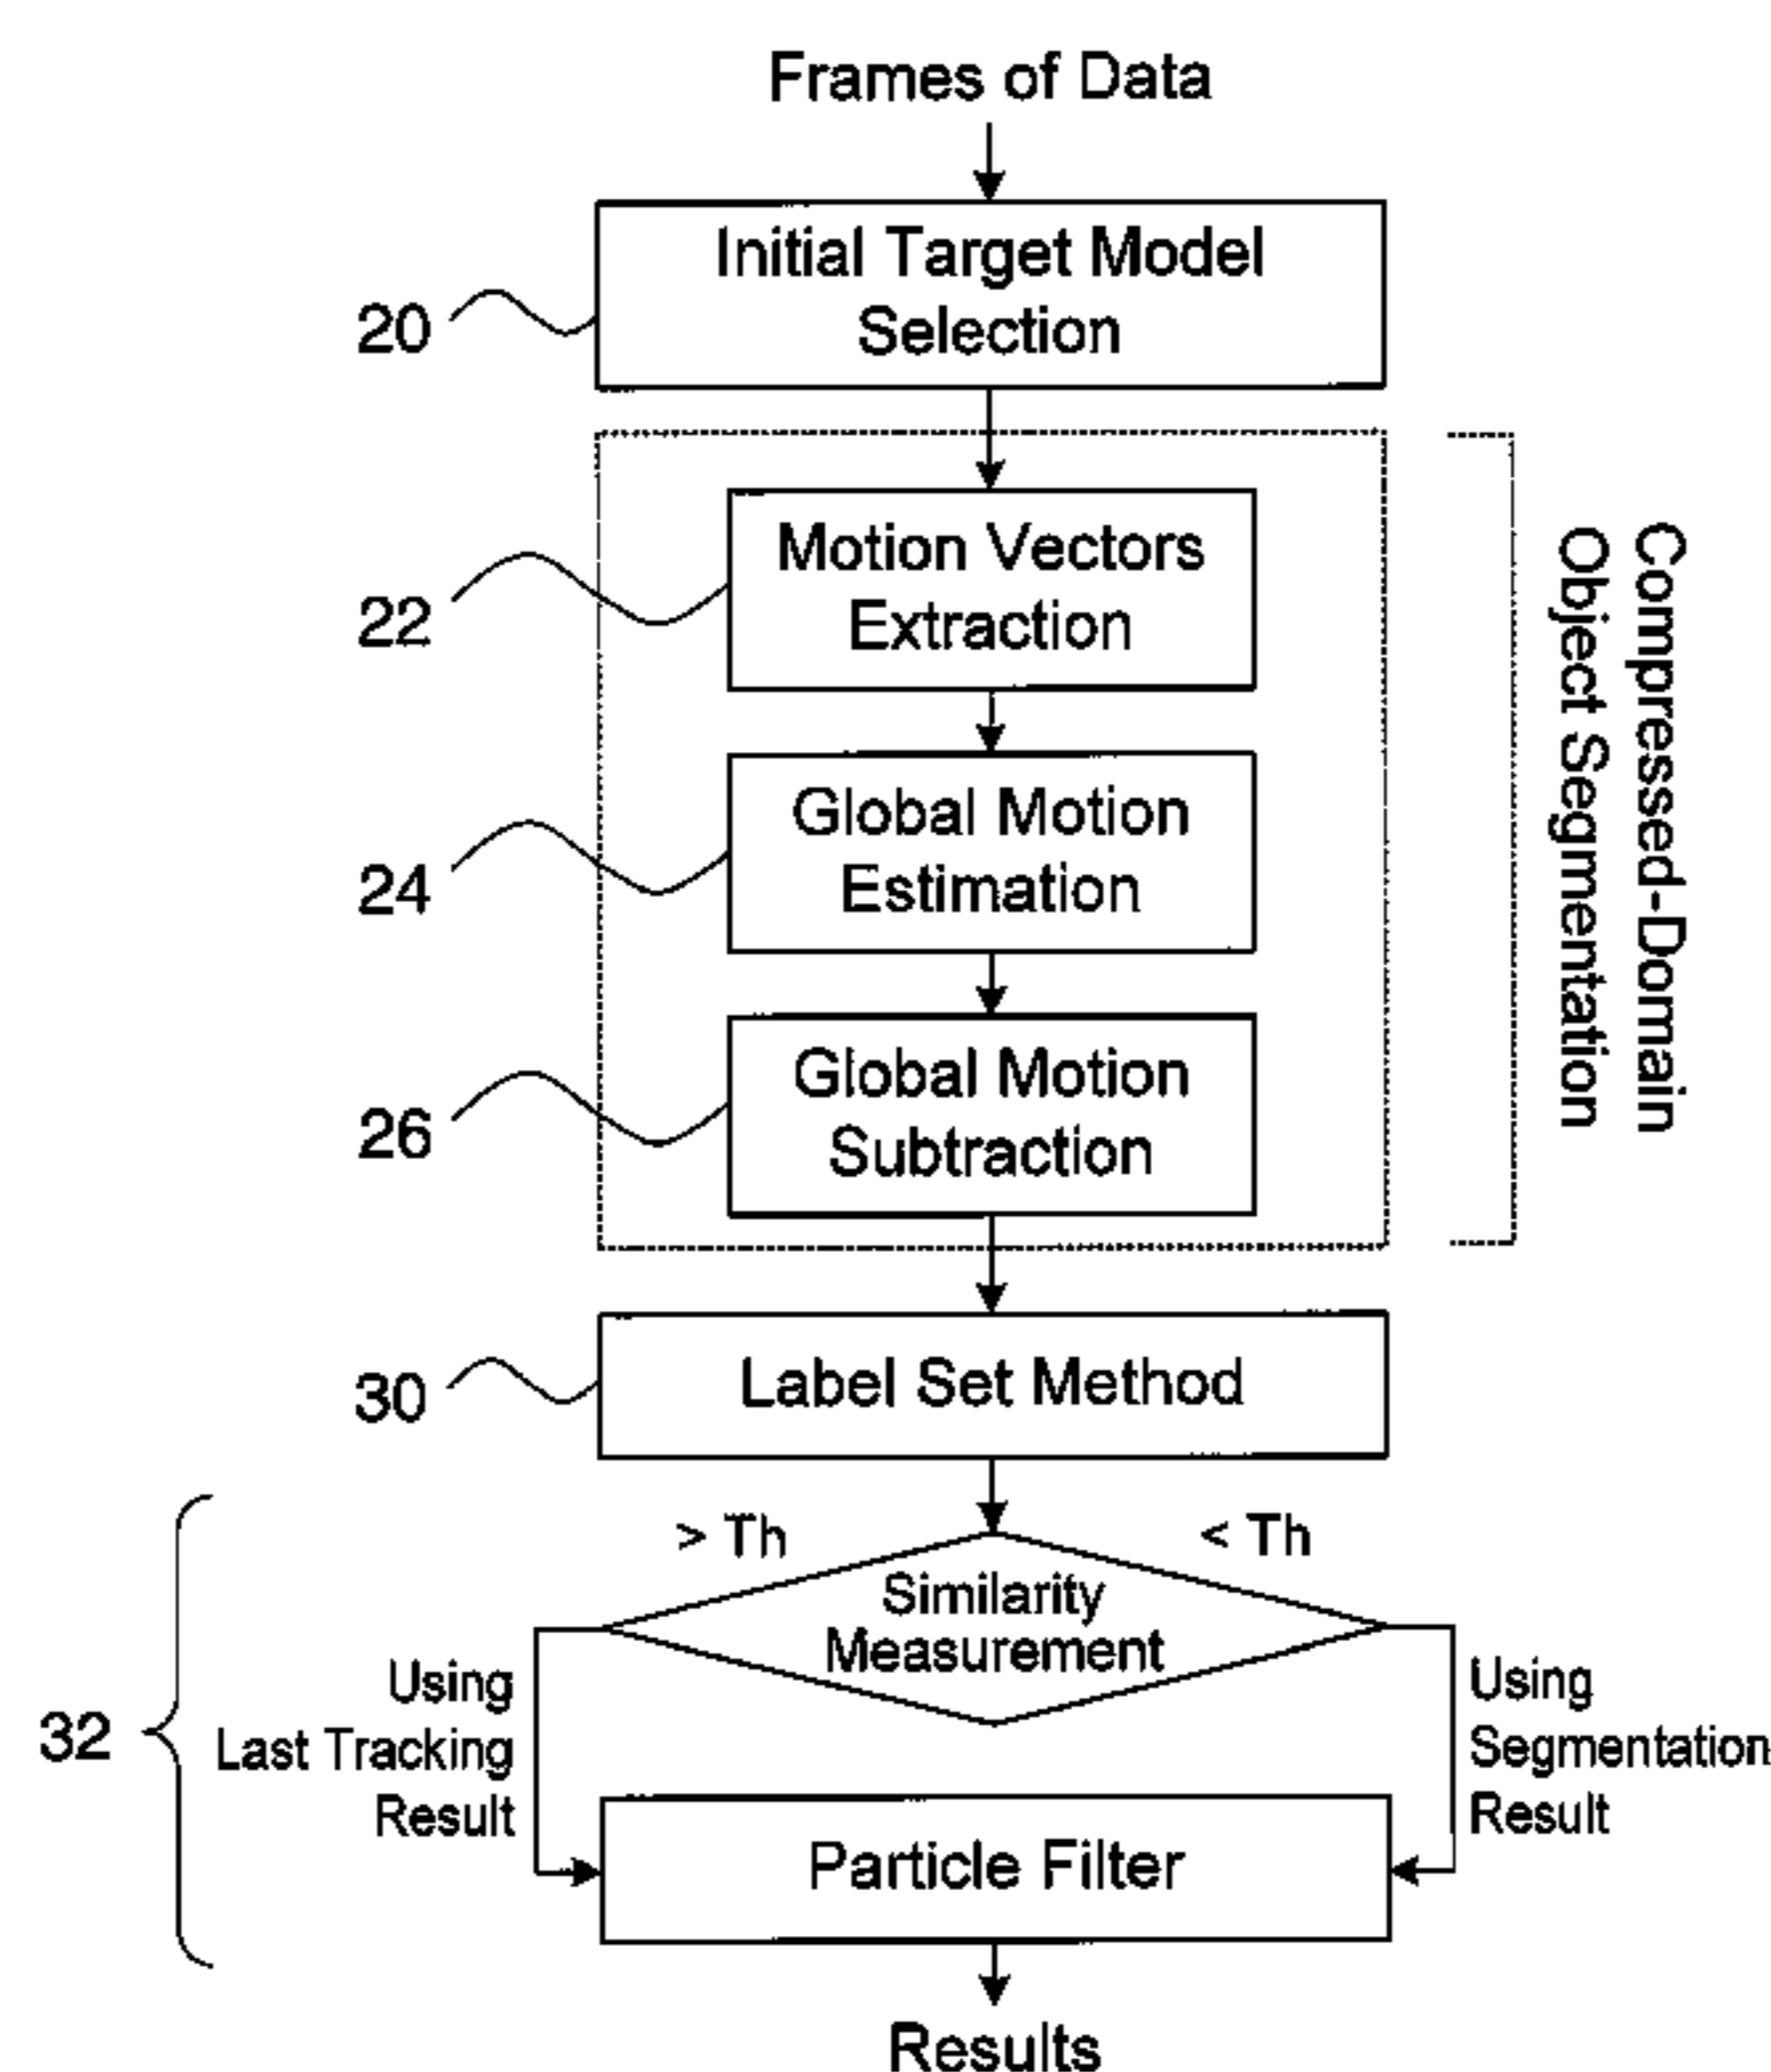 Frames of Data
Initial Target Model
Selection
20
Motion Vectors
Extraction
22
Global Motion
Estimation
24
Global Motion
Subtraction
26
Compressed-Domain
Object Segmentation
Label Set Method
30
> Th
< Th
Similarity
Measurement
Using
Last Tracking
Result
Using
Segmentation
Result
32
Particle Filter
Results